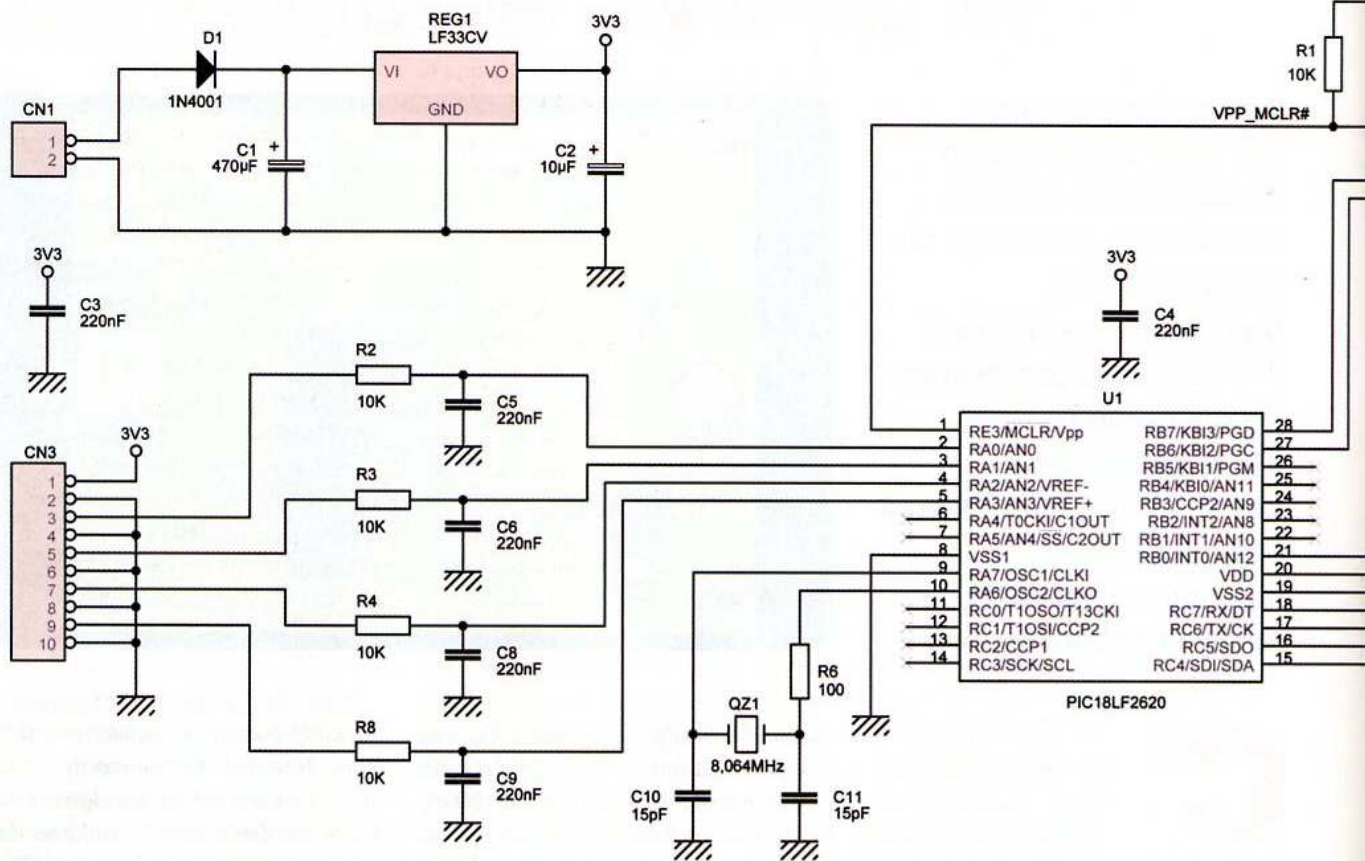 REG1
LF33CV
3V3
D1
VI
VO
GND
1N4001
CN1
1
2
C1
470µF
+
C2
10µF
+
R1
10K
VPP_MCLR#
3V3
C3
220nF
3V3
C4
220nF
R2
10K
C5
220nF
3V3
CN3
1
2
3
4
5
6
7
8
9
10
R3
10K
C6
220nF
R4
10K
C8
220nF
R8
10K
C9
220nF
U1
1 RE3/MCLR/Vpp
2 RA0/AN0
3 RA1/AN1
4 RA2/AN2/VREF-
5 RA3/AN3/VREF+
6 RA4/T0CKI/C1OUT
7 RA5/AN4/SS/C2OUT
8 VSS1
9 RA7/OSC1/CLKI
10 RA6/OSC2/CLKO
11 RC0/T1OSO/T13CKI
12 RC1/T1OSI/CCP2
13 RC2/CCP1
14 RC3/SCK/SCL
RB7/KBI3/PGD 28
RB6/KBI2/PGC 27
RB5/KBI1/PGM 26
RB4/KBI0/AN11 25
RB3/CCP2/AN9 24
RB2/INT2/AN8 23
RB1/INT1/AN10 22
RB0/INT0/AN12 21
VDD 20
VSS2 19
RC7/RX/DT 18
RC6/TX/CK 17
RC5/SDO 16
RC4/SDI/SDA 15
PIC18LF2620
R6
100
QZ1
8,064MHz
C10
15pF
C11
15pF